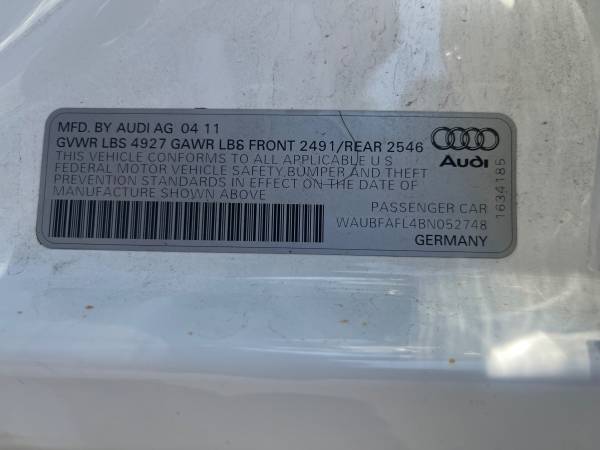 MFD. BY AUDI AG 04 11
GVWR LBS 4927 GAWR LBS FRONT 2491/REAR 2546
THIS VEHICLE CONFORMS TO ALL APPLICABLE U S
FEDERAL MOTOR VEHICLE SAFETY,BUMPER AND THEFT
PREVENTION STANDARDS IN EFFECT ON THE DATE OF
MANUFACTURE SHOWN ABOVE
PASSENGER CAR
WAUBFAFL4BN052748
GERMANY
Audi
1634185